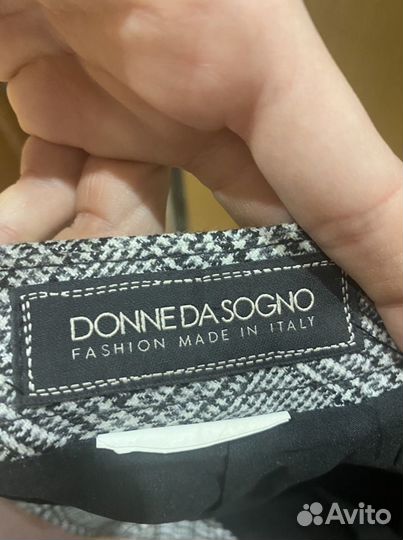 DONNE DA SOGNO
FASHION MADE IN ITALY
Avito